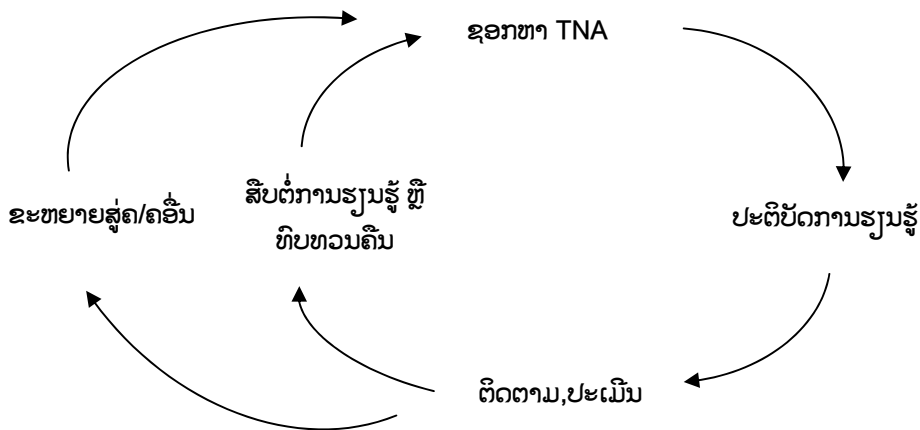 ຊອກຫາ TNA
ສືບຕໍ່ການຮຽນຮູ້ ຫຼື
ທົບທວນຄືນ
ຂະຫຍາຍສູ່ຄ/ຄອື່ນ
ປະຕິບັດການຮຽນຮູ້
ຕິດຕາມ,ປະເມີນ